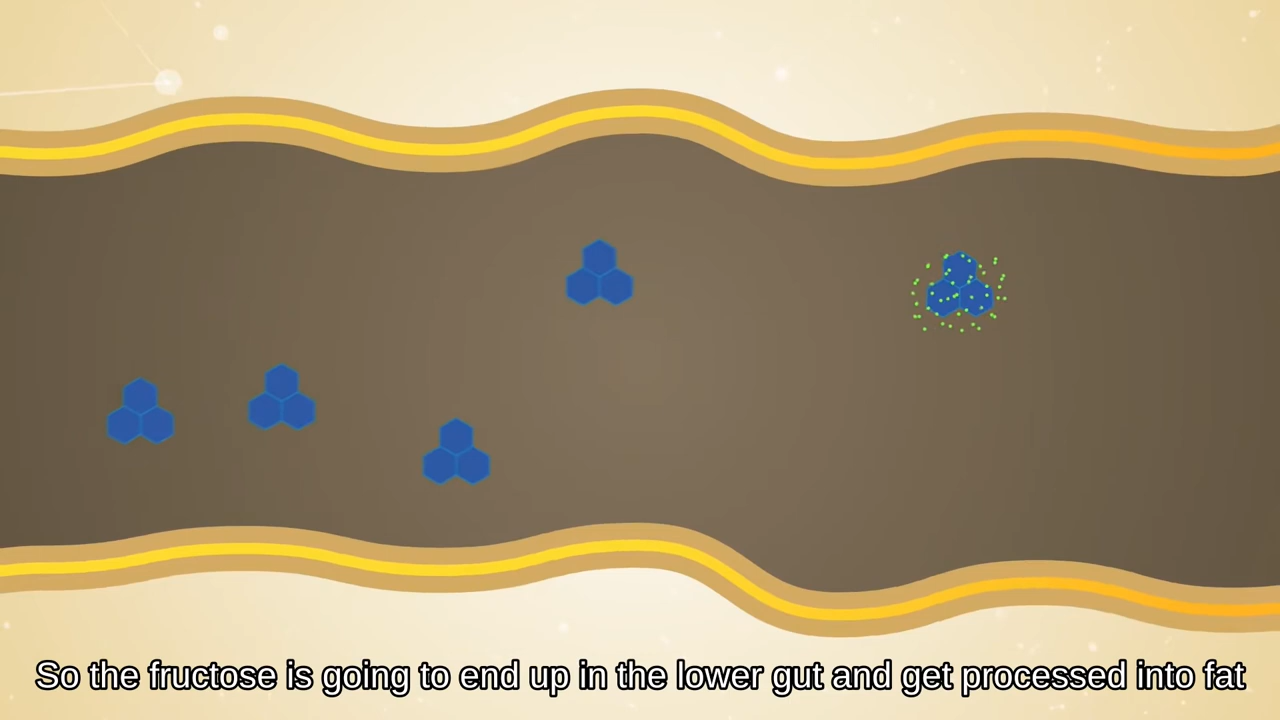 So the fructose is going to end up in the lower gut and get processed into fat